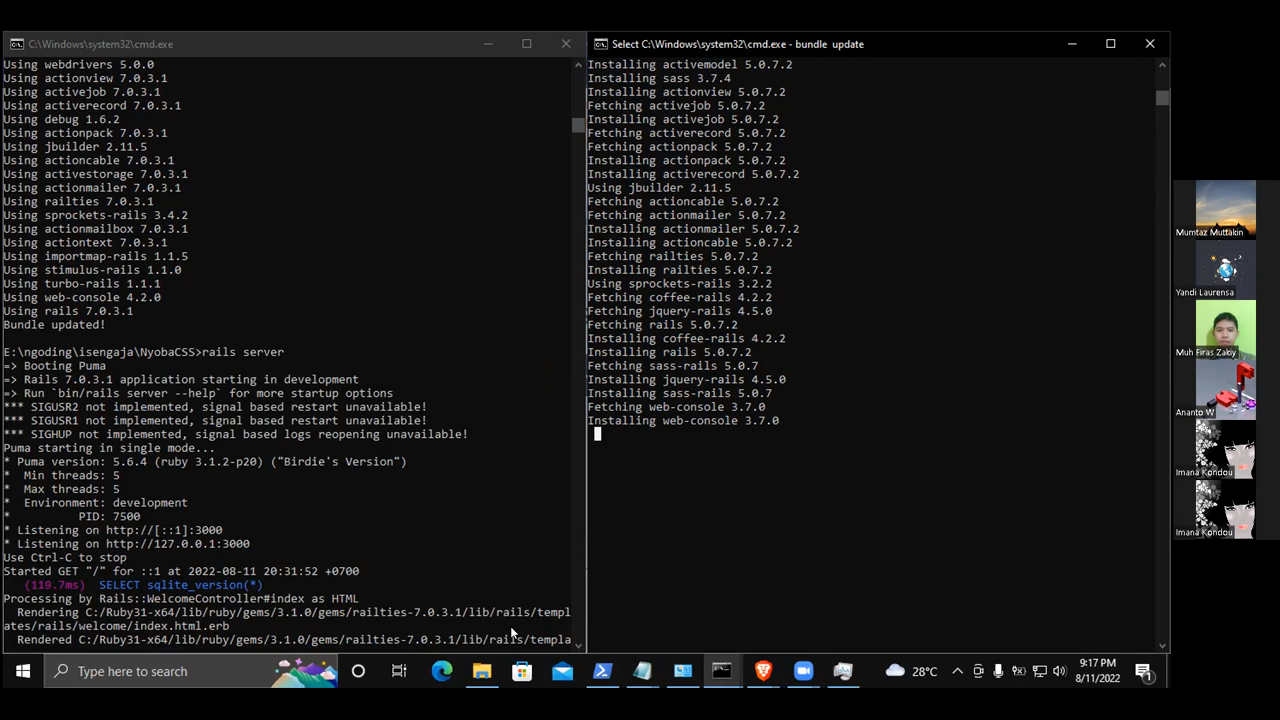 C:\Windows\system32\cmd.exe
Using webdrivers 5.0.0
Using actionview 7.0.3.1
Using activejob 7.0.3.1
Using activerecord 7.0.3.1
Using debug 1.6.2
Using actionpack 7.0.3.1
Using jbuilder 2.11.5
Using actioncable 7.0.3.1
Using activestorage 7.0.3.1
Using actionmailer 7.0.3.1
Using railties 7.0.3.1
Using sprockets-rails 3.4.2
Using actionmailbox 7.0.3.1
Using actiontext 7.0.3.1
Using importmap-rails 1.1.5
Using stimulus-rails 1.1.0
Using turbo-rails 1.1.1
Using web-console 4.2.0
Using rails 7.0.3.1
Bundle updated!
E:\ngoding\isengaja\NyobaCSS>rails server
=> Booting Puma
=> Rails 7.0.3.1 application starting in development
=> Run `bin/rails server --help` for more startup options
*** SIGUSR2 not implemented, signal based restart unavailable!
*** SIGUSR1 not implemented, signal based restart unavailable!
*** SIGHUP not implemented, signal based logs reopening unavailable!
Puma starting in single mode...
* Puma version: 5.6.4 (ruby 3.1.2-p20) ("Birdie's Version")
*  Min threads: 5
*  Max threads: 5
*  Environment: development
*          PID: 7500
* Listening on http://[::1]:3000
* Listening on http://127.0.0.1:3000
Use Ctrl-C to stop
Started GET "/" for ::1 at 2022-08-11 20:31:52 +0700
   (119.7ms)  SELECT sqlite_version(*)
Processing by Rails::WelcomeController#index as HTML
  Rendering C:/Ruby31-x64/lib/ruby/gems/3.1.0/gems/railties-7.0.3.1/lib/rails/templ
ates/rails/welcome/index.html.erb
  Rendered C:/Ruby31-x64/lib/ruby/gems/3.1.0/gems/railties-7.0.3.1/lib/rails/templa
Select C:\Windows\system32\cmd.exe - bundle  update
Installing activemodel 5.0.7.2
Installing sass 3.7.4
Installing actionview 5.0.7.2
Fetching activejob 5.0.7.2
Installing activejob 5.0.7.2
Fetching activerecord 5.0.7.2
Fetching actionpack 5.0.7.2
Installing actionpack 5.0.7.2
Installing activerecord 5.0.7.2
Using jbuilder 2.11.5
Fetching actioncable 5.0.7.2
Fetching actionmailer 5.0.7.2
Installing actionmailer 5.0.7.2
Installing actioncable 5.0.7.2
Fetching railties 5.0.7.2
Installing railties 5.0.7.2
Using sprockets-rails 3.2.2
Fetching coffee-rails 4.2.2
Fetching jquery-rails 4.5.0
Fetching rails 5.0.7.2
Installing coffee-rails 4.2.2
Installing rails 5.0.7.2
Fetching sass-rails 5.0.7
Installing jquery-rails 4.5.0
Installing sass-rails 5.0.7
Fetching web-console 3.7.0
Installing web-console 3.7.0
Mumtaz Muttakin
Yandi Laurensa
Muh Firas Zakiy
Ananto W
Imana Kondou
Imana Kondou
Type here to search
28°C
9:17 PM
8/11/2022
1